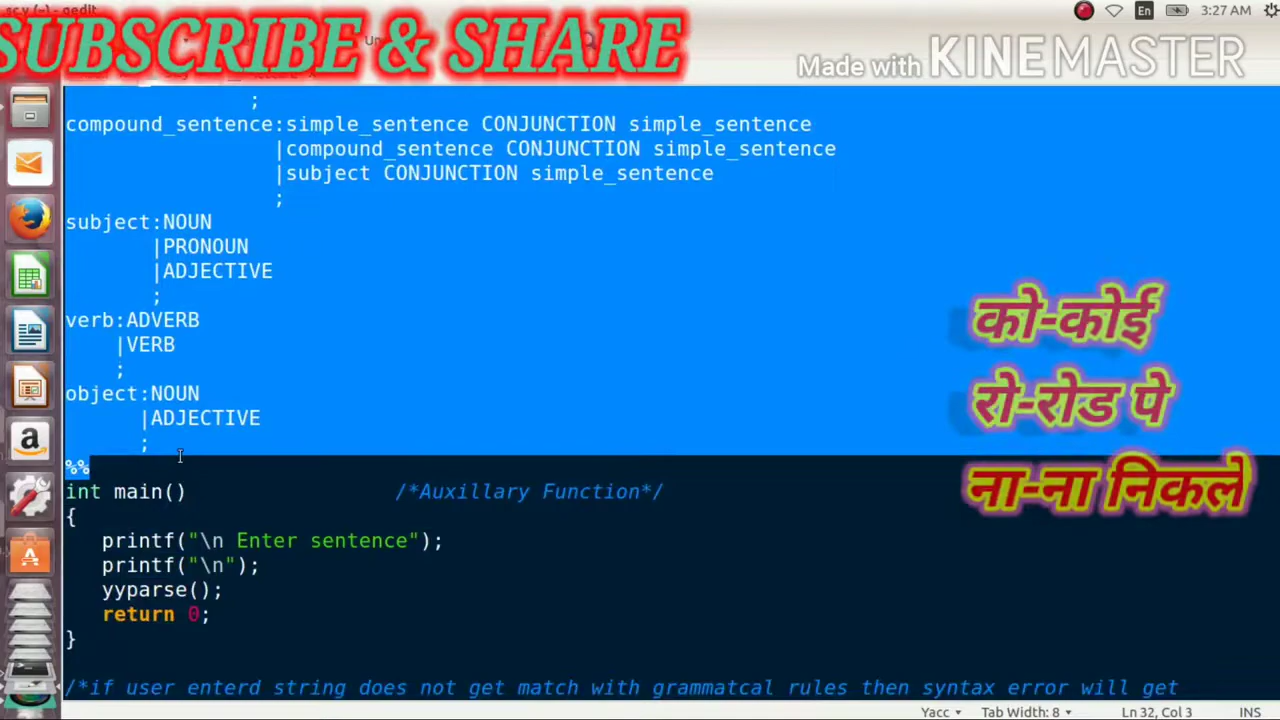 sc.y (~) - gedit
En
3:27 AM
SUBSCRIBE & SHARE
Made with KINEMASTER
;
compound_sentence:simple_sentence CONJUNCTION simple_sentence
|compound_sentence CONJUNCTION simple_sentence
|subject CONJUNCTION simple_sentence
;
subject:NOUN
|PRONOUN
|ADJECTIVE
;
verb:ADVERB
|VERB
;
object:NOUN
|ADJECTIVE
;
%%
int main() /*Auxillary Function*/
{
printf("\n Enter sentence");
printf("\n");
yyparse();
return 0;
}
/*if user enterd string does not get match with grammatical rules then syntax error will get
को-कोई
रो-रोड पे
ना-ना निकले
Yacc Tab Width: 8 Ln 32, Col 3 INS